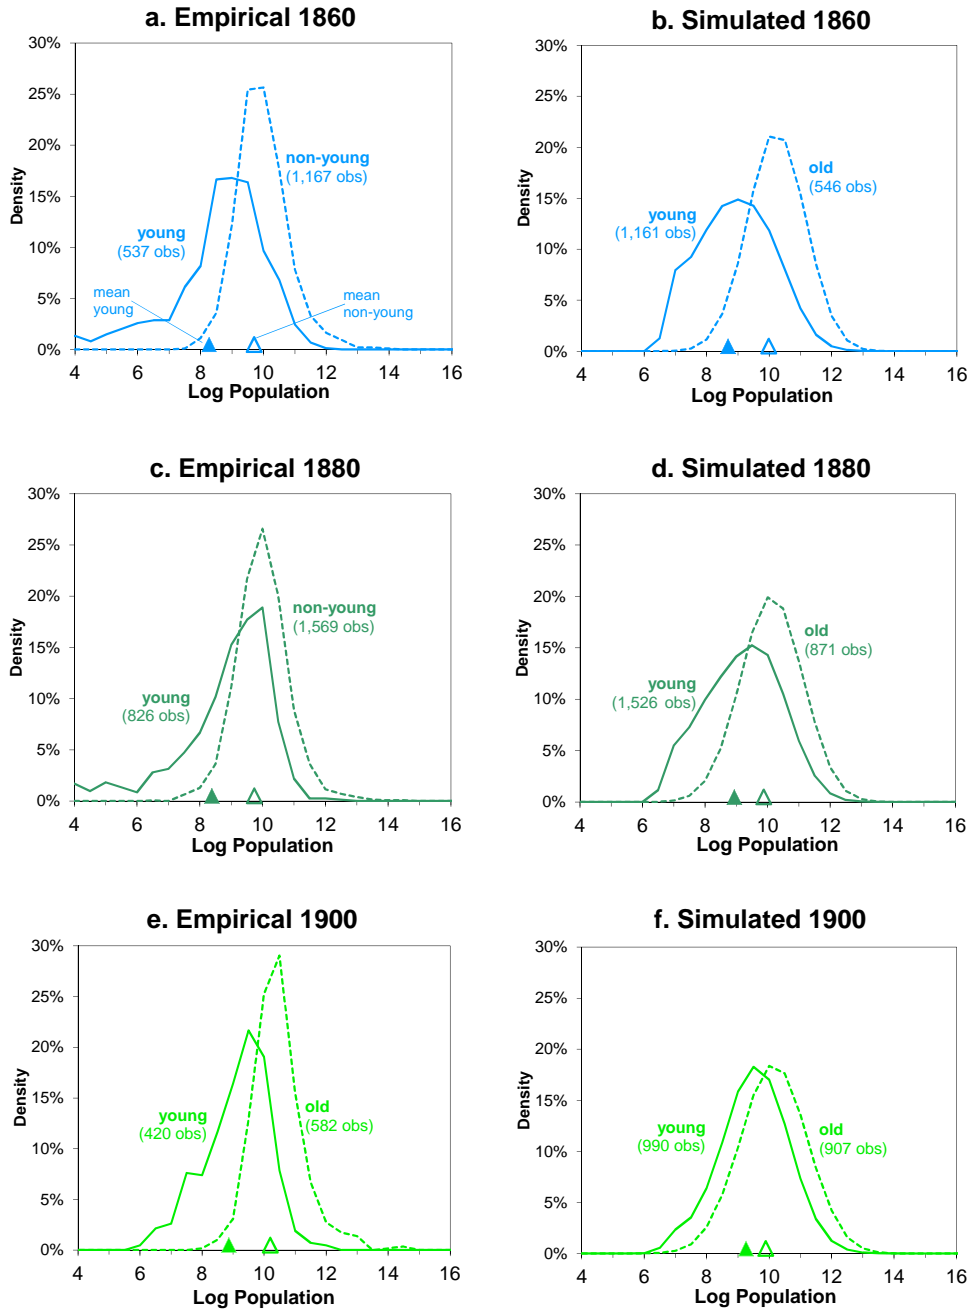 a. Empirical 1860
30%
25%
20%
15%
10%
5%
0%
Density
non-young
(1,167 obs)
young
(537 obs)
mean
young
mean
non-young
4 6 8 10 12 14 16
Log Population
b. Simulated 1860
30%
25%
20%
15%
10%
5%
0%
Density
old
(546 obs)
young
(1,161 obs)
4 6 8 10 12 14 16
Log Population
c. Empirical 1880
30%
25%
20%
15%
10%
5%
0%
Density
non-young
(1,569 obs)
young
(826 obs)
4 6 8 10 12 14 16
Log Population
d. Simulated 1880
30%
25%
20%
15%
10%
5%
0%
Density
old
(871 obs)
young
(1,526 obs)
4 6 8 10 12 14 16
Log Population
e. Empirical 1900
30%
25%
20%
15%
10%
5%
0%
Density
young
(420 obs)
old
(582 obs)
4 6 8 10 12 14 16
Log Population
f. Simulated 1900
30%
25%
20%
15%
10%
5%
0%
Density
young
(990 obs)
old
(907 obs)
4 6 8 10 12 14 16
Log Population